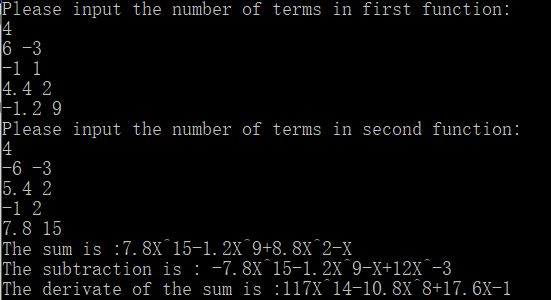 Please input the number of terms in first function:
4
6 -3
-1 1
4.4 2
-1.2 9
Please input the number of terms in second function:
4
-6 -3
5.4 2
-1 2
7.8 15
The sum is :7.8X^15-1.2X^9+8.8X^2-X
The subtraction is : -7.8X^15-1.2X^9-X+12X^-3
The derivate of the sum is :117X^14-10.8X^8+17.6X-1